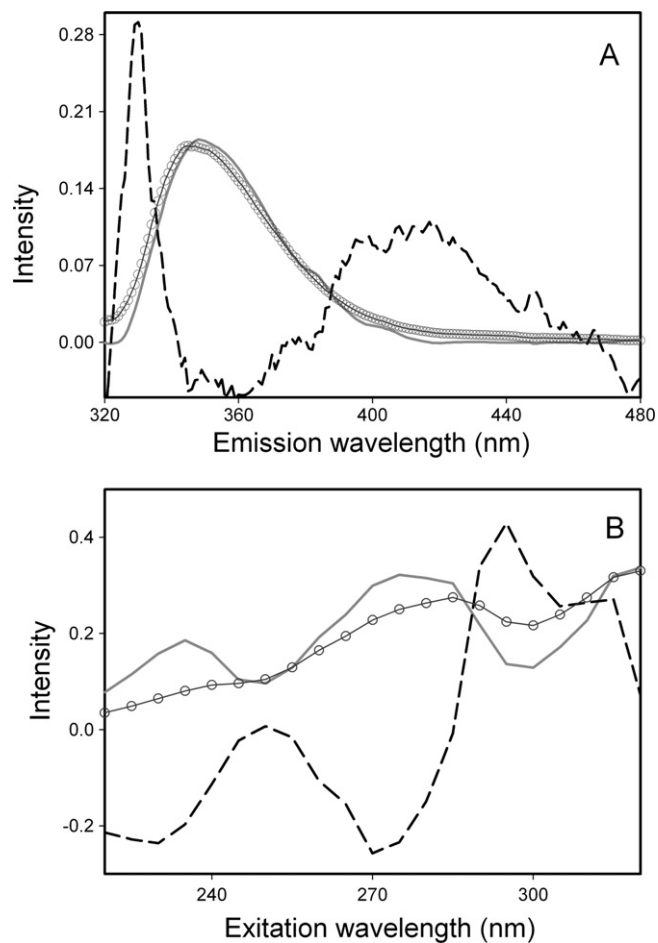 A
0.28
0.21
0.14
0.07
0.00
Intensity
320 360 400 440 480
Emission wavelength (nm)
B
0.4
0.2
0.0
-0.2
Intensity
240 270 300
Exitation wavelength (nm)